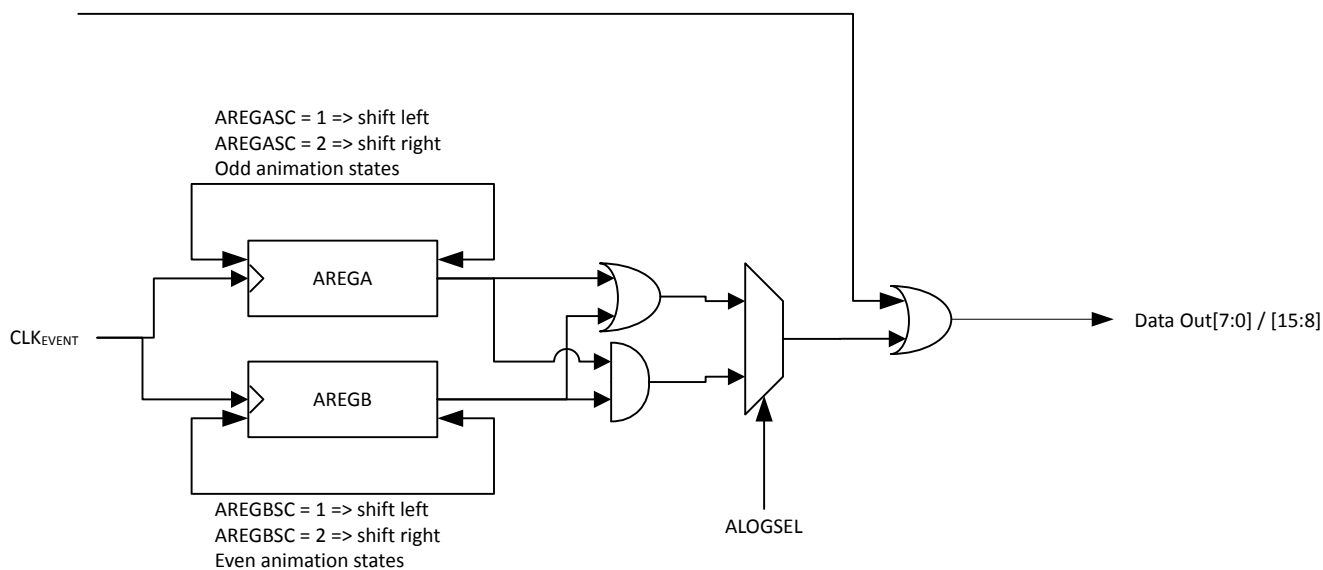 AREGASC = 1 => shift left
AREGASC = 2 => shift right
Odd animation states
AREGA
CLKEVENT
Data Out[7:0] / [15:8]
AREGB
AREGBSC = 1 => shift left
AREGBSC = 2 => shift right
Even animation states
ALOGSEL